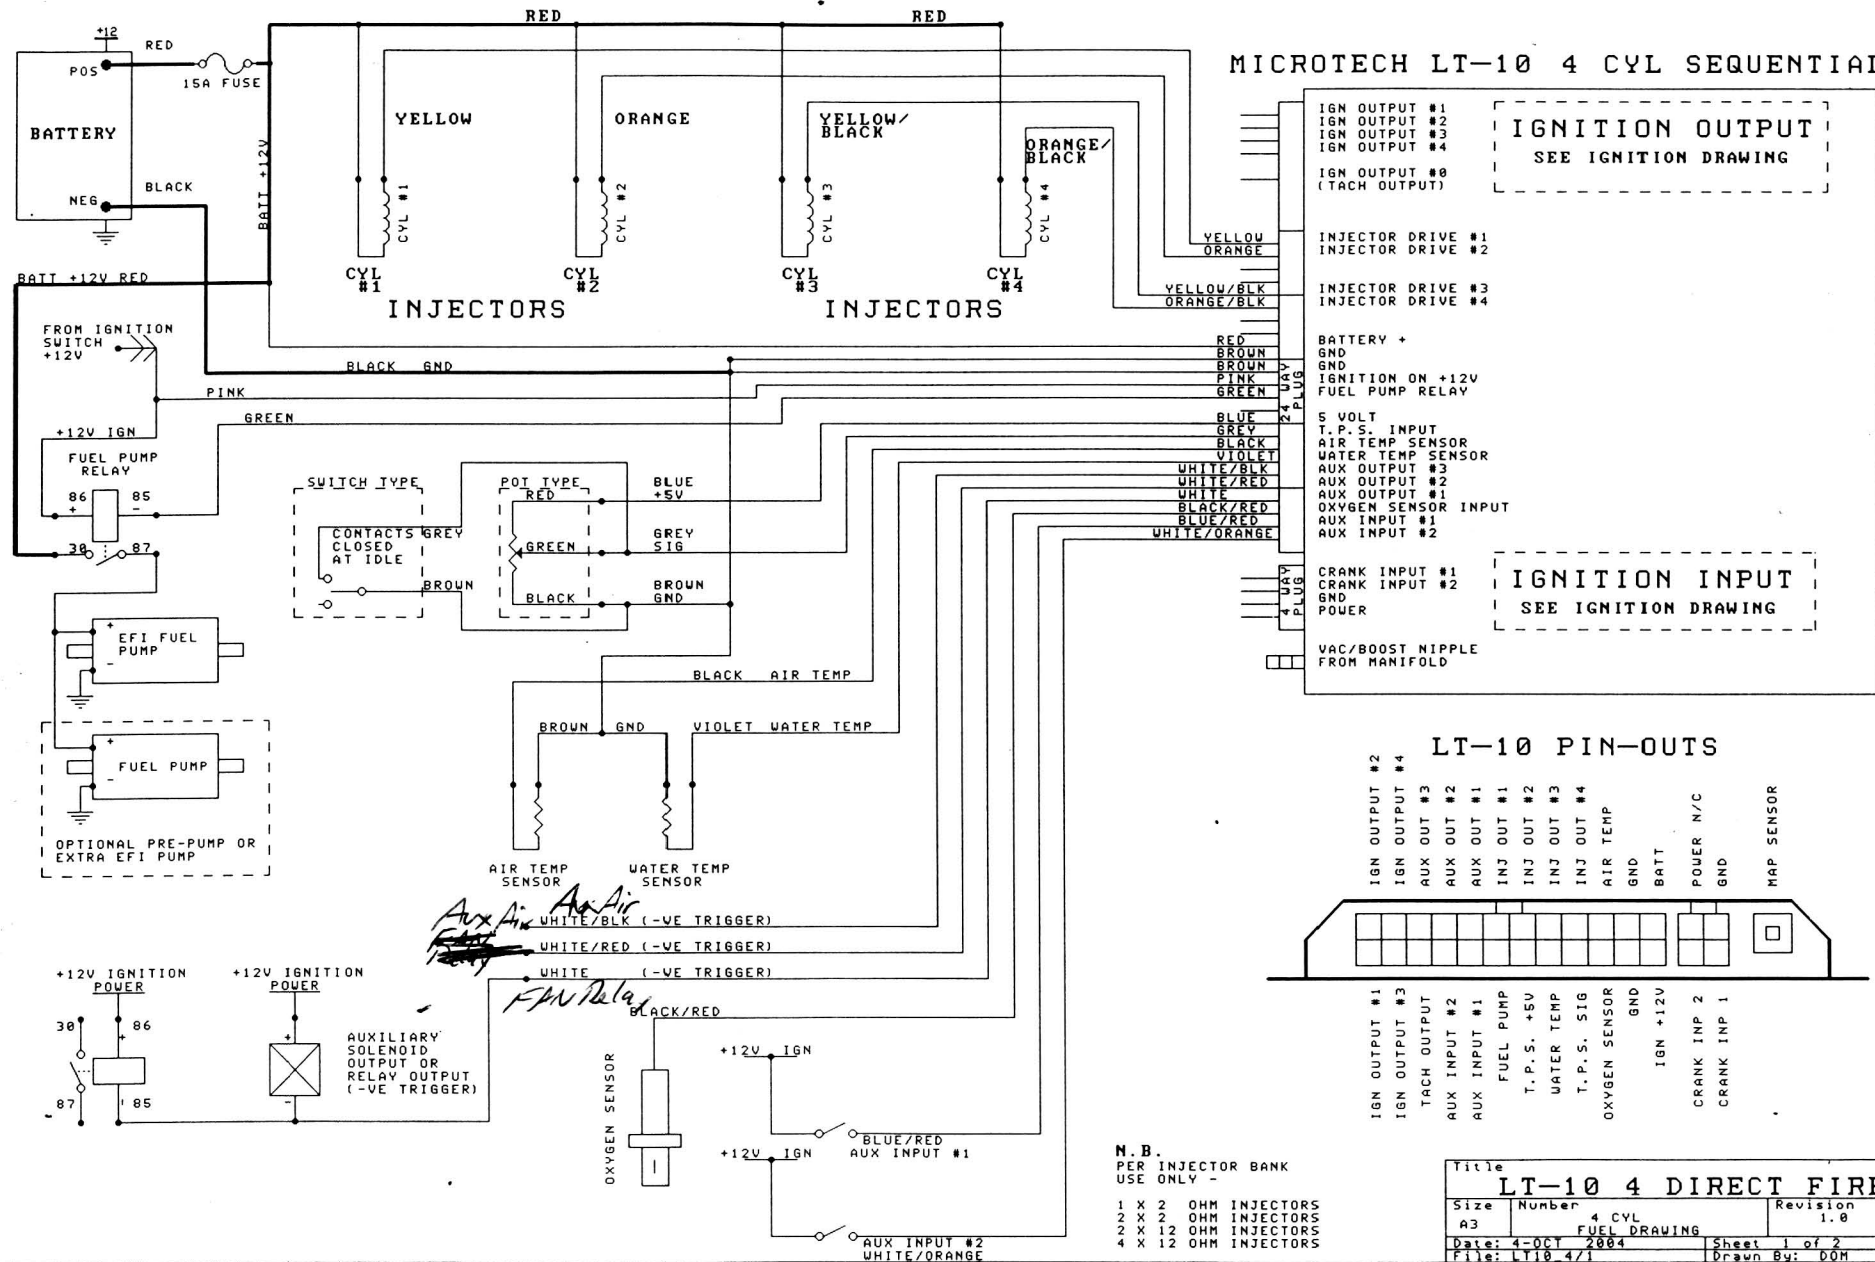 RED
RED
+12
RED
POS
15A FUSE
BATTERY
BLACK
NEG
BATT +12V
BATT +12V RED
YELLOW
ORANGE
YELLOW/
BLACK
ORANGE/
BLACK
CYL #1
CYL #2
CYL #3
CYL #4
CYL
#1
CYL
#2
CYL
#3
CYL
#4
INJECTORS
INJECTORS
MICROTECH LT-10 4 CYL SEQUENTIAL
IGN OUTPUT #1
IGN OUTPUT #2
IGN OUTPUT #3
IGN OUTPUT #4
IGN OUTPUT #0
(TACH OUTPUT)
IGNITION OUTPUT
SEE IGNITION DRAWING
YELLOW INJECTOR DRIVE #1
ORANGE INJECTOR DRIVE #2
YELLOW/BLK INJECTOR DRIVE #3
ORANGE/BLK INJECTOR DRIVE #4
RED BATTERY +
BROWN GND
BROWN GND
PINK IGNITION ON +12V
GREEN FUEL PUMP RELAY
24 WAY
PLUG
BLUE 5 VOLT
GREY T.P.S. INPUT
BLACK AIR TEMP SENSOR
VIOLET WATER TEMP SENSOR
WHITE/BLK AUX OUTPUT #3
WHITE/RED AUX OUTPUT #2
WHITE AUX OUTPUT #1
BLACK/RED OXYGEN SENSOR INPUT
BLUE/RED AUX INPUT #1
WHITE/ORANGE AUX INPUT #2
4 WAY
PLUG
CRANK INPUT #1
CRANK INPUT #2
GND
POWER
IGNITION INPUT
SEE IGNITION DRAWING
VAC/BOOST NIPPLE
FROM MANIFOLD
FROM IGNITION
SWITCH
+12V
BLACK GND
PINK
GREEN
+12V IGN
FUEL PUMP
RELAY
86 85
+ -
30 87
SWITCH TYPE
CONTACTS
CLOSED
AT IDLE
GREY
BROWN
POT TYPE
RED
GREEN
BLACK
BLUE
+5V
GREY
SIG
BROWN
GND
+
EFI FUEL
PUMP
-
+
FUEL PUMP
-
OPTIONAL PRE-PUMP OR
EXTRA EFI PUMP
BLACK AIR TEMP
BROWN GND
VIOLET WATER TEMP
AIR TEMP
SENSOR
WATER TEMP
SENSOR
Aux Air
Aux Air
WHITE/BLK (-VE TRIGGER)
WHITE/RED (-VE TRIGGER)
WHITE (-VE TRIGGER)
FAN Relay
BLACK/RED
+12V IGNITION
POWER
+12V IGNITION
POWER
30 86
+
87 85
-
+
-
AUXILIARY
SOLENOID
OUTPUT OR
RELAY OUTPUT
(-VE TRIGGER)
OXYGEN SENSOR
+12V IGN
BLUE/RED
AUX INPUT #1
+12V IGN
AUX INPUT #2
WHITE/ORANGE
LT-10 PIN-OUTS
IGN OUTPUT #2
IGN OUTPUT #4
AUX OUT #3
AUX OUT #2
AUX OUT #1
INJ OUT #1
INJ OUT #2
INJ OUT #3
INJ OUT #4
AIR TEMP
GND
BATT
POWER N/C
GND
MAP SENSOR
IGN OUTPUT #1
IGN OUTPUT #3
TACH OUTPUT
AUX INPUT #2
AUX INPUT #1
FUEL PUMP
T.P.S. +5V
WATER TEMP
T.P.S. SIG
OXYGEN SENSOR
GND
IGN +12V
CRANK INP 2
CRANK INP 1
N.B.
PER INJECTOR BANK
USE ONLY -
1 X 2 OHM INJECTORS
2 X 2 OHM INJECTORS
2 X 12 OHM INJECTORS
4 X 12 OHM INJECTORS
Title
LT-10 4 DIRECT FIRE
Size Number Revision
A3 4 CYL 1.0
FUEL DRAWING
Date: 4-OCT 2004 Sheet 1 of 2
File: LT10_4/1 Drawn By: DOM